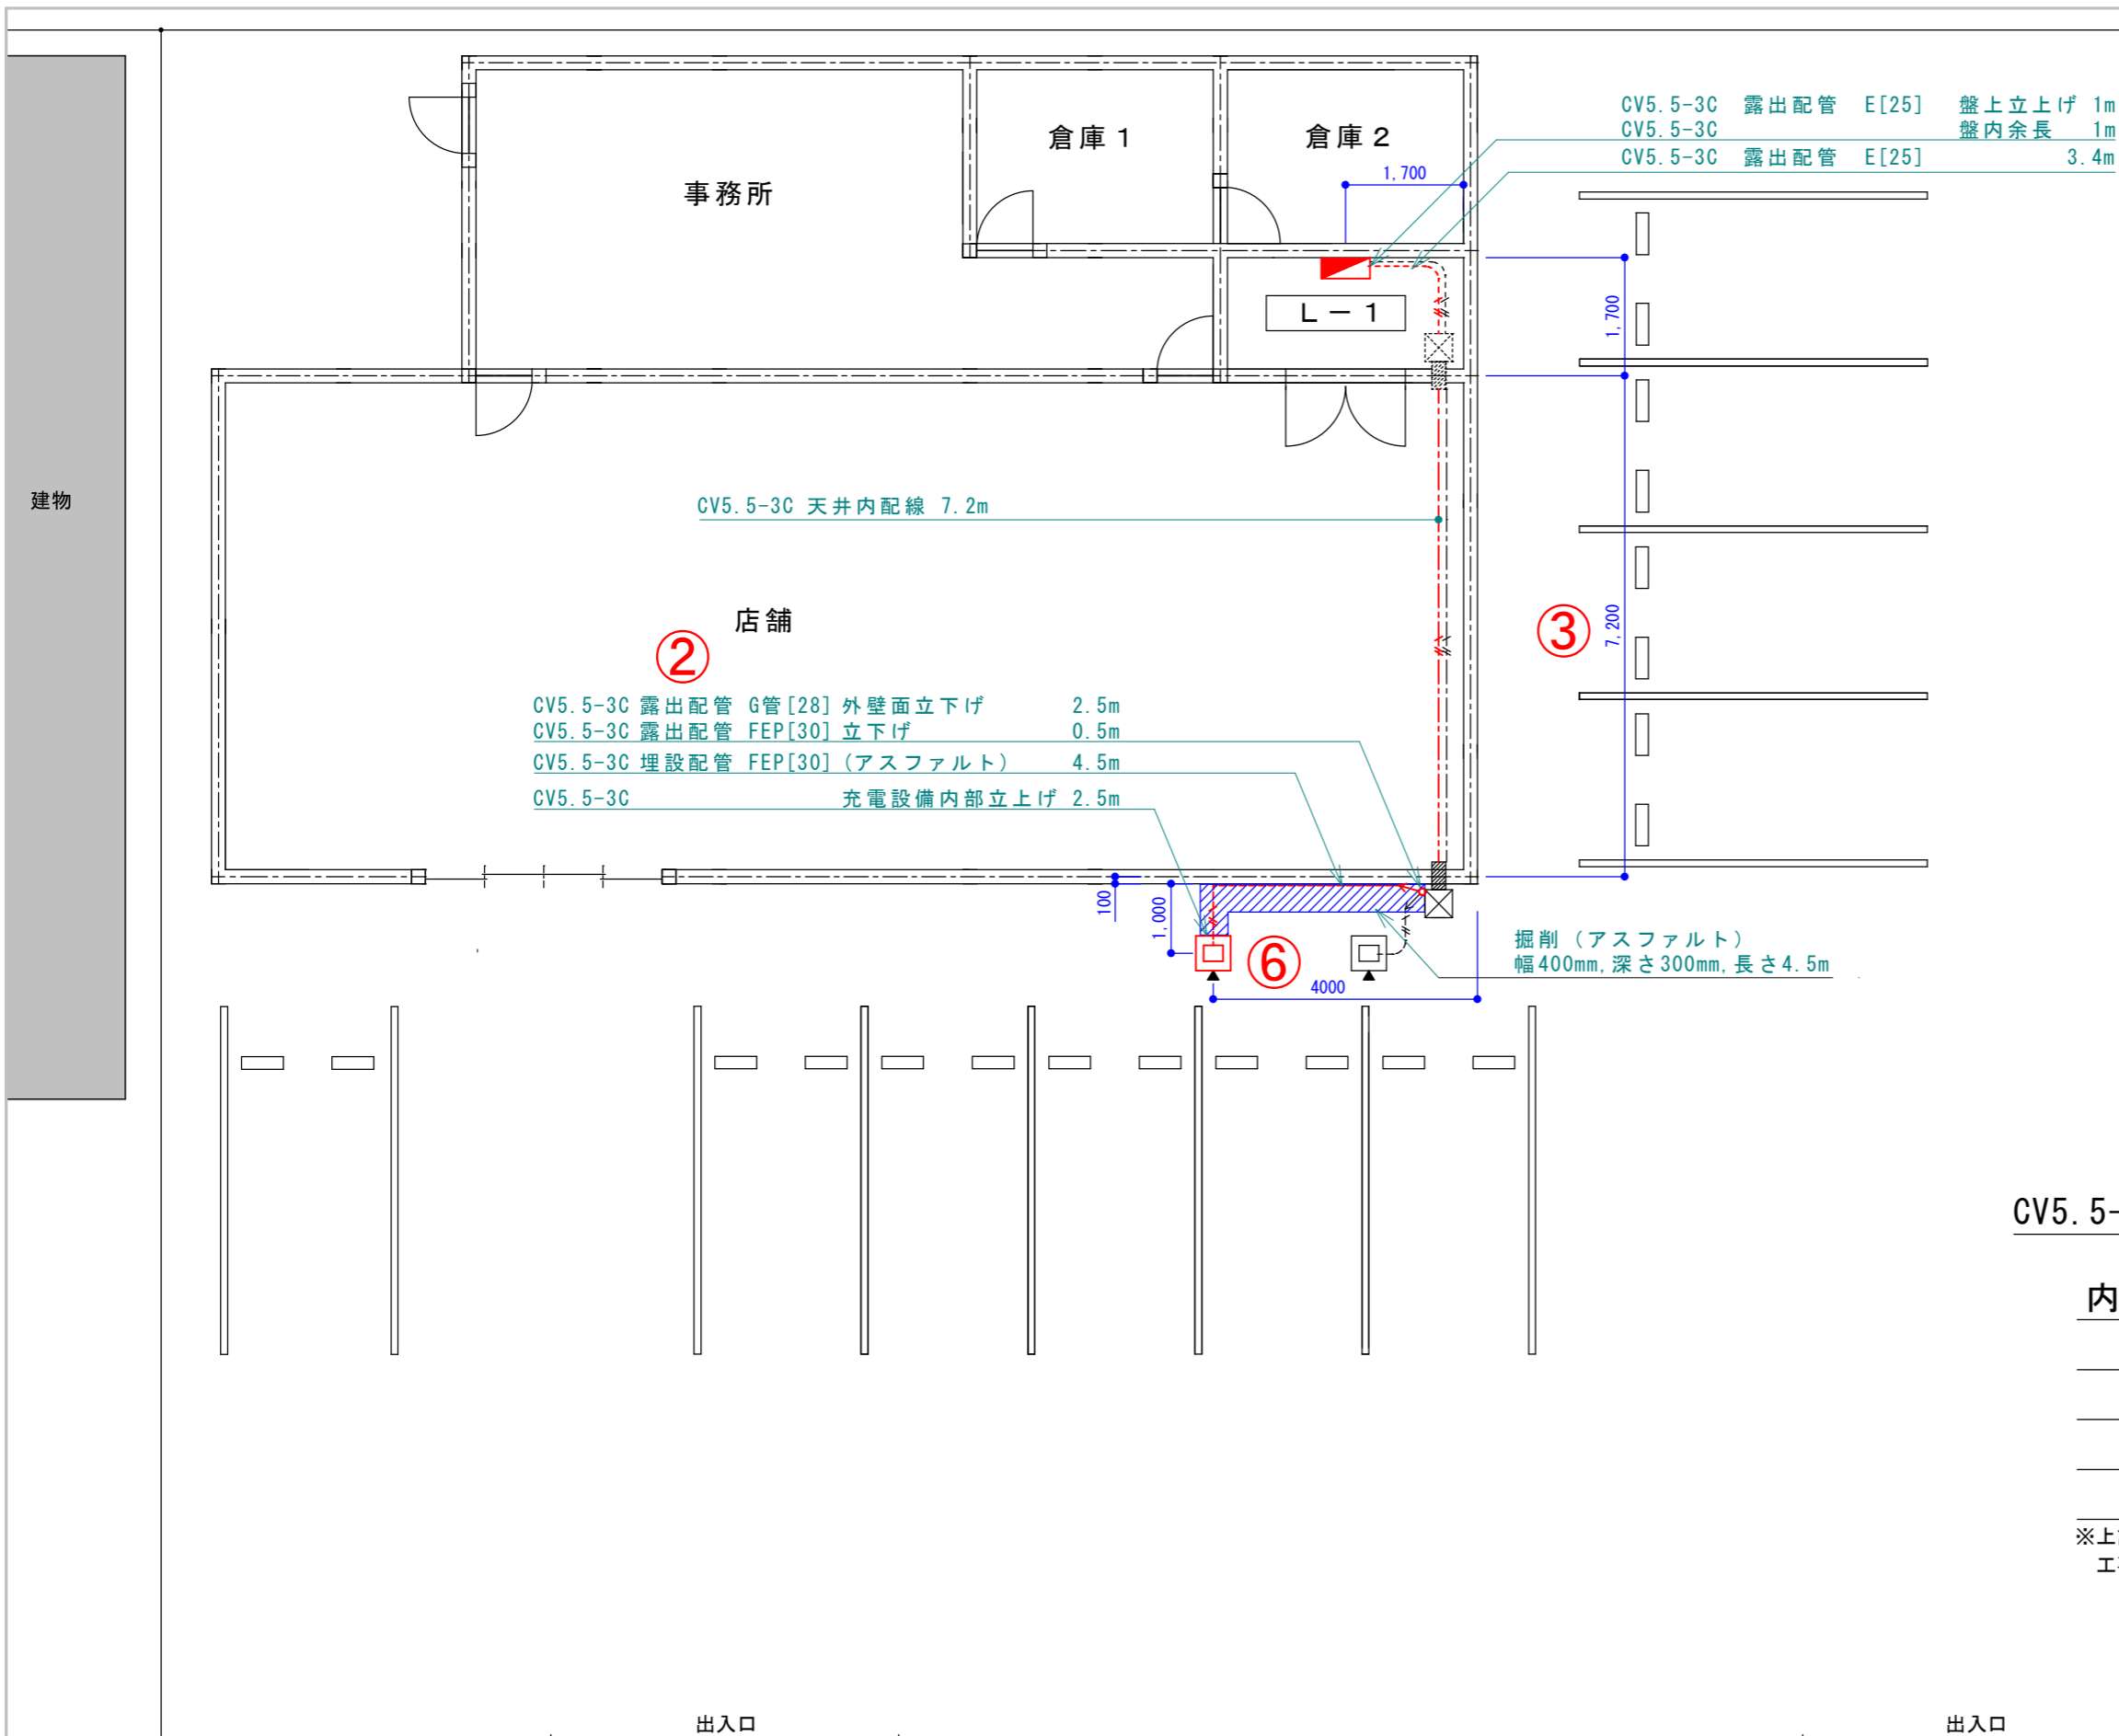 CV5.5-3C 露出配管 E[25] 盤上立上げ 1m
CV5.5-3C 盤内余長 1m
CV5.5-3C 露出配管 E[25] 3.4m
倉庫1
倉庫2
1,700
事務所
L-1
1,700
建物
CV5.5-3C 天井内配線 7.2m
店舗
②
③
7,200
CV5.5-3C 露出配管 G管[28] 外壁面立下げ 2.5m
CV5.5-3C 露出配管 FEP[30] 立下げ 0.5m
CV5.5-3C 埋設配管 FEP[30](アスファルト) 4.5m
CV5.5-3C 充電設備内部立上げ 2.5m
100
1,000
⑥
掘削(アスファルト)
幅400mm,深さ300mm,長さ4.5m
4000
CV5.5-
内
※上
工
出入口
出入口